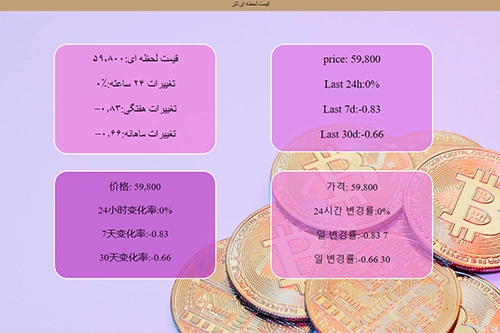 قیمت لحظه ای تتر
قیمت لحظه ای:۵۹,۸۰۰
تغییرات ۲۴ ساعته:۰٪
تغییرات هفتگی:۰,۸۳-
تغییرات ماهانه:۰,۶۶-
price: 59,800
Last 24h:0%
Last 7d:-0.83
Last 30d:-0.66
价格: 59,800
24小时变化率:0%
7天变化率:-0.83
30天变化率:-0.66
가격: 59,800
24시간 변경률:0%
일 변경률:-0.83 7
일 변경률:-0.66 30